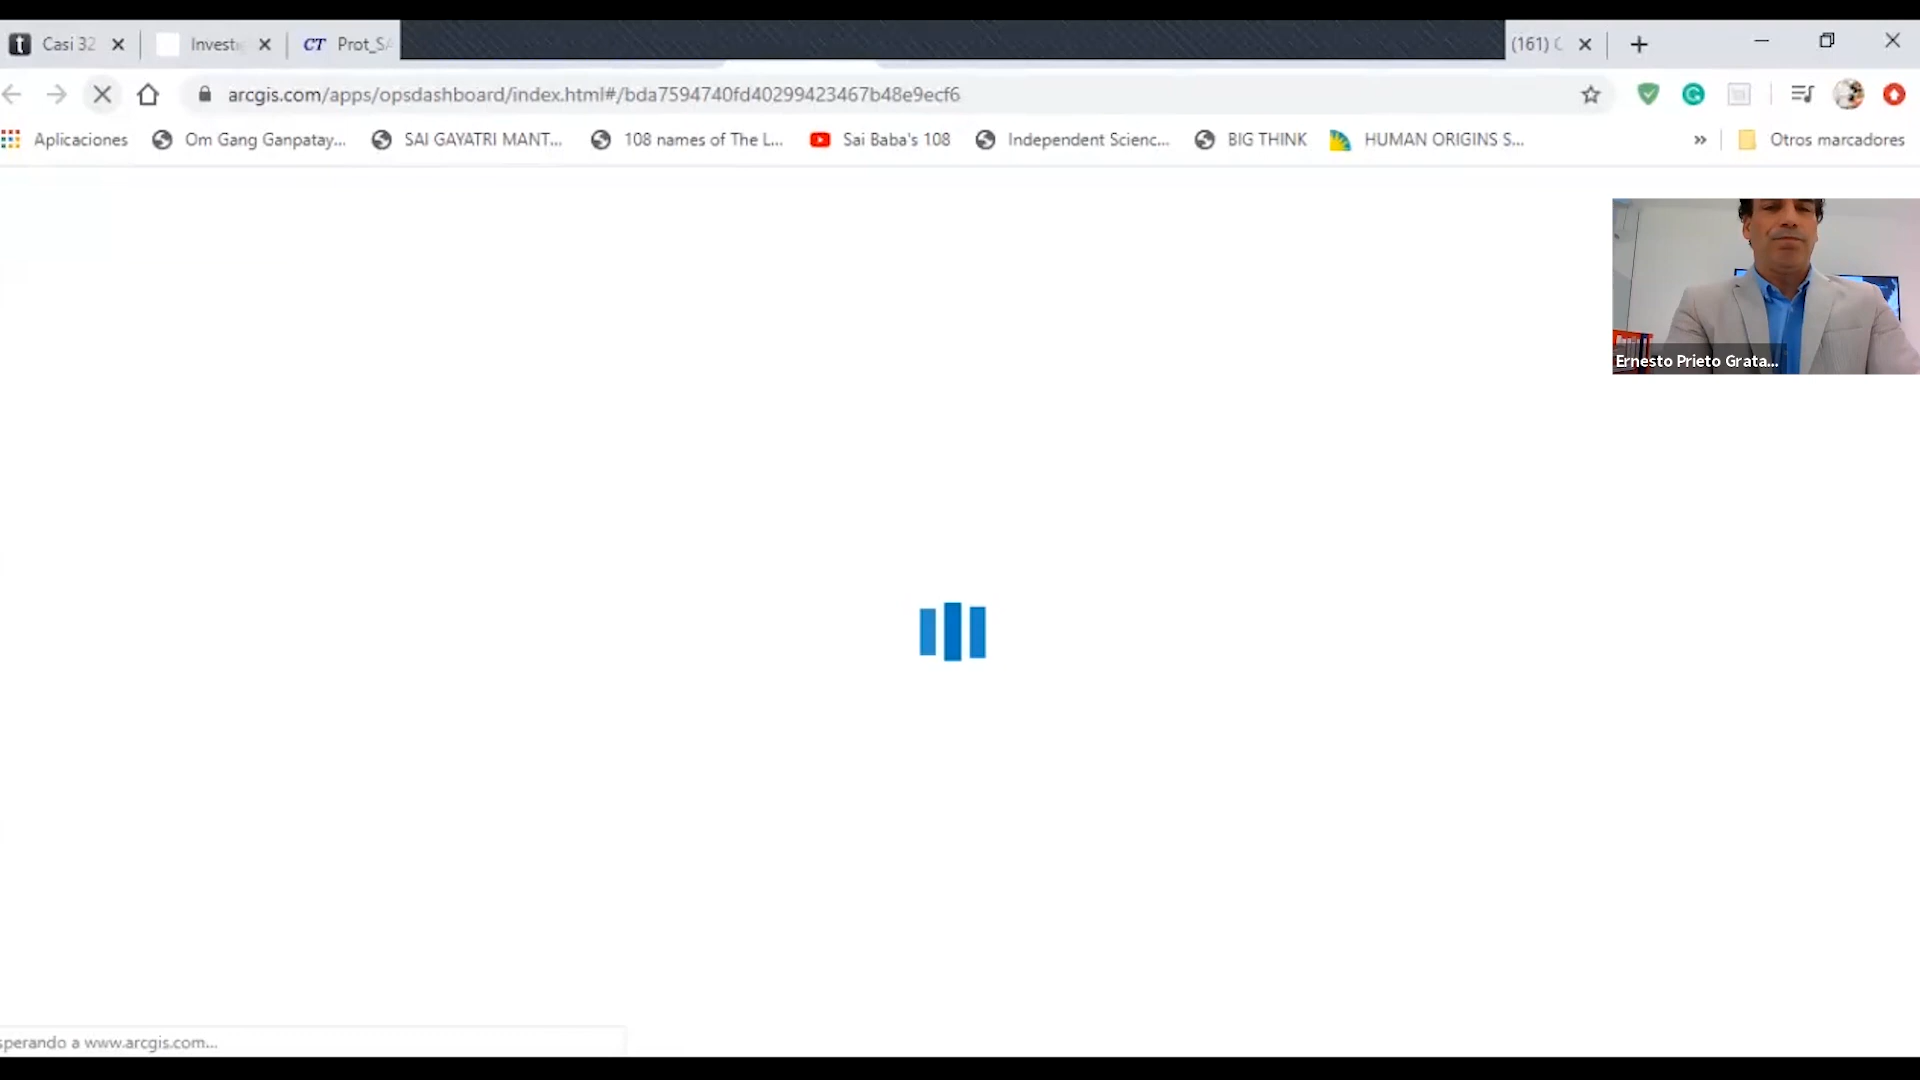 Casi 32
Invest
CT Prot_SA
(161)
arcgis.com/apps/opsdashboard/index.html#/bda7594740fd40299423467b48e9ecf6
Aplicaciones
Om Gang Ganpatay...
SAI GAYATRI MANT...
108 names of The L...
Sai Baba's 108
Independent Scienc...
BIG THINK
HUMAN ORIGINS S...
»
Otros marcadores
Ernesto Prieto Grata...
sperando a www.arcgis.com...